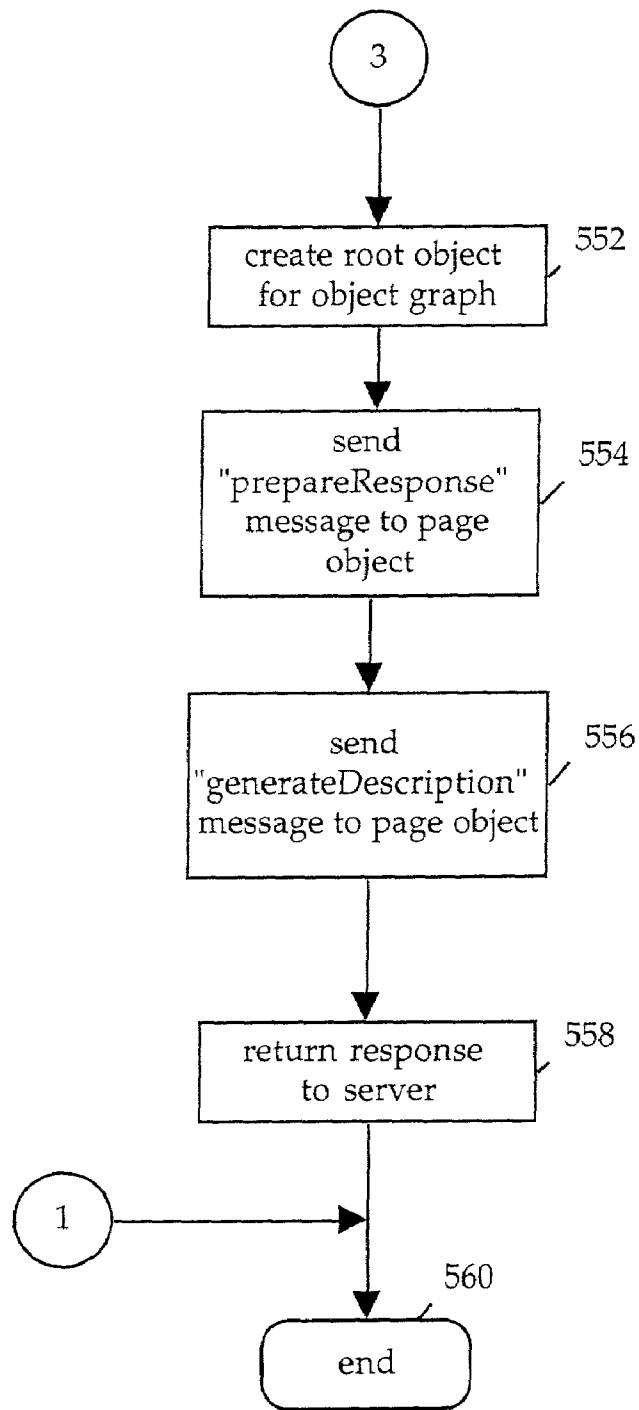 3
create root object
for object graph
552
send
"prepareResponse"
message to page
object
554
send
"generateDescription"
message to page object
556
return response
to server
558
1
560
end